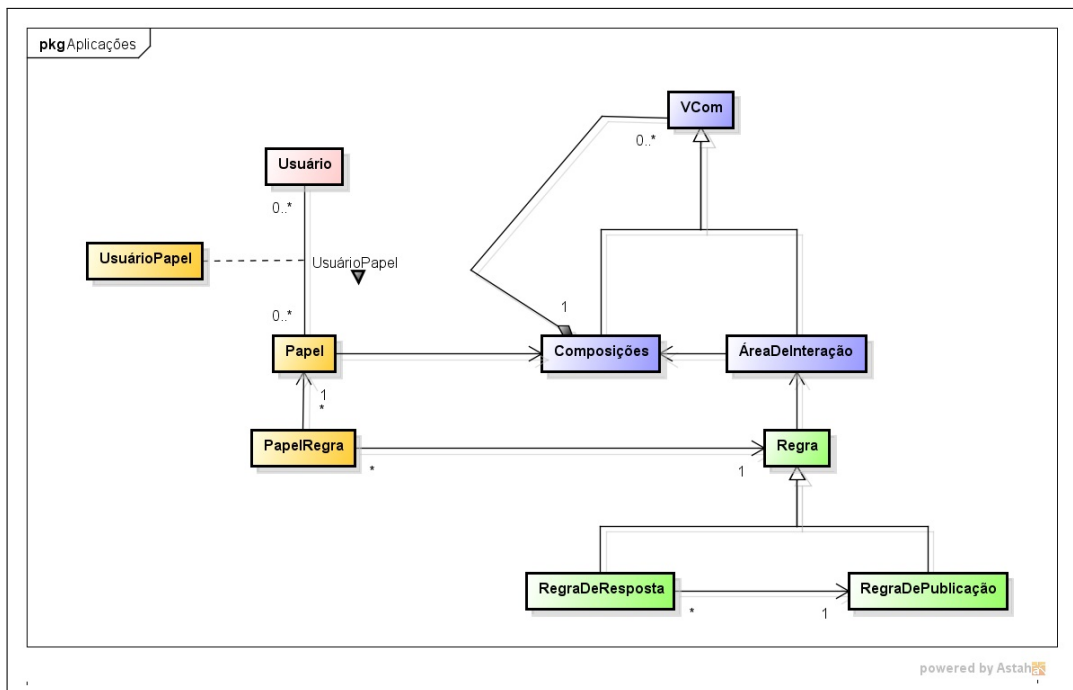 pkg Aplicações
VCom
0..*
Usuário
0..*
UsuárioPapel
UsuárioPapel
0..*
1
Papel
Composições
ÁreaDeInteração
1
*
PapelRegra
Regra
*
1
RegraDeResposta
RegraDePublicação
*
1
powered by Astah